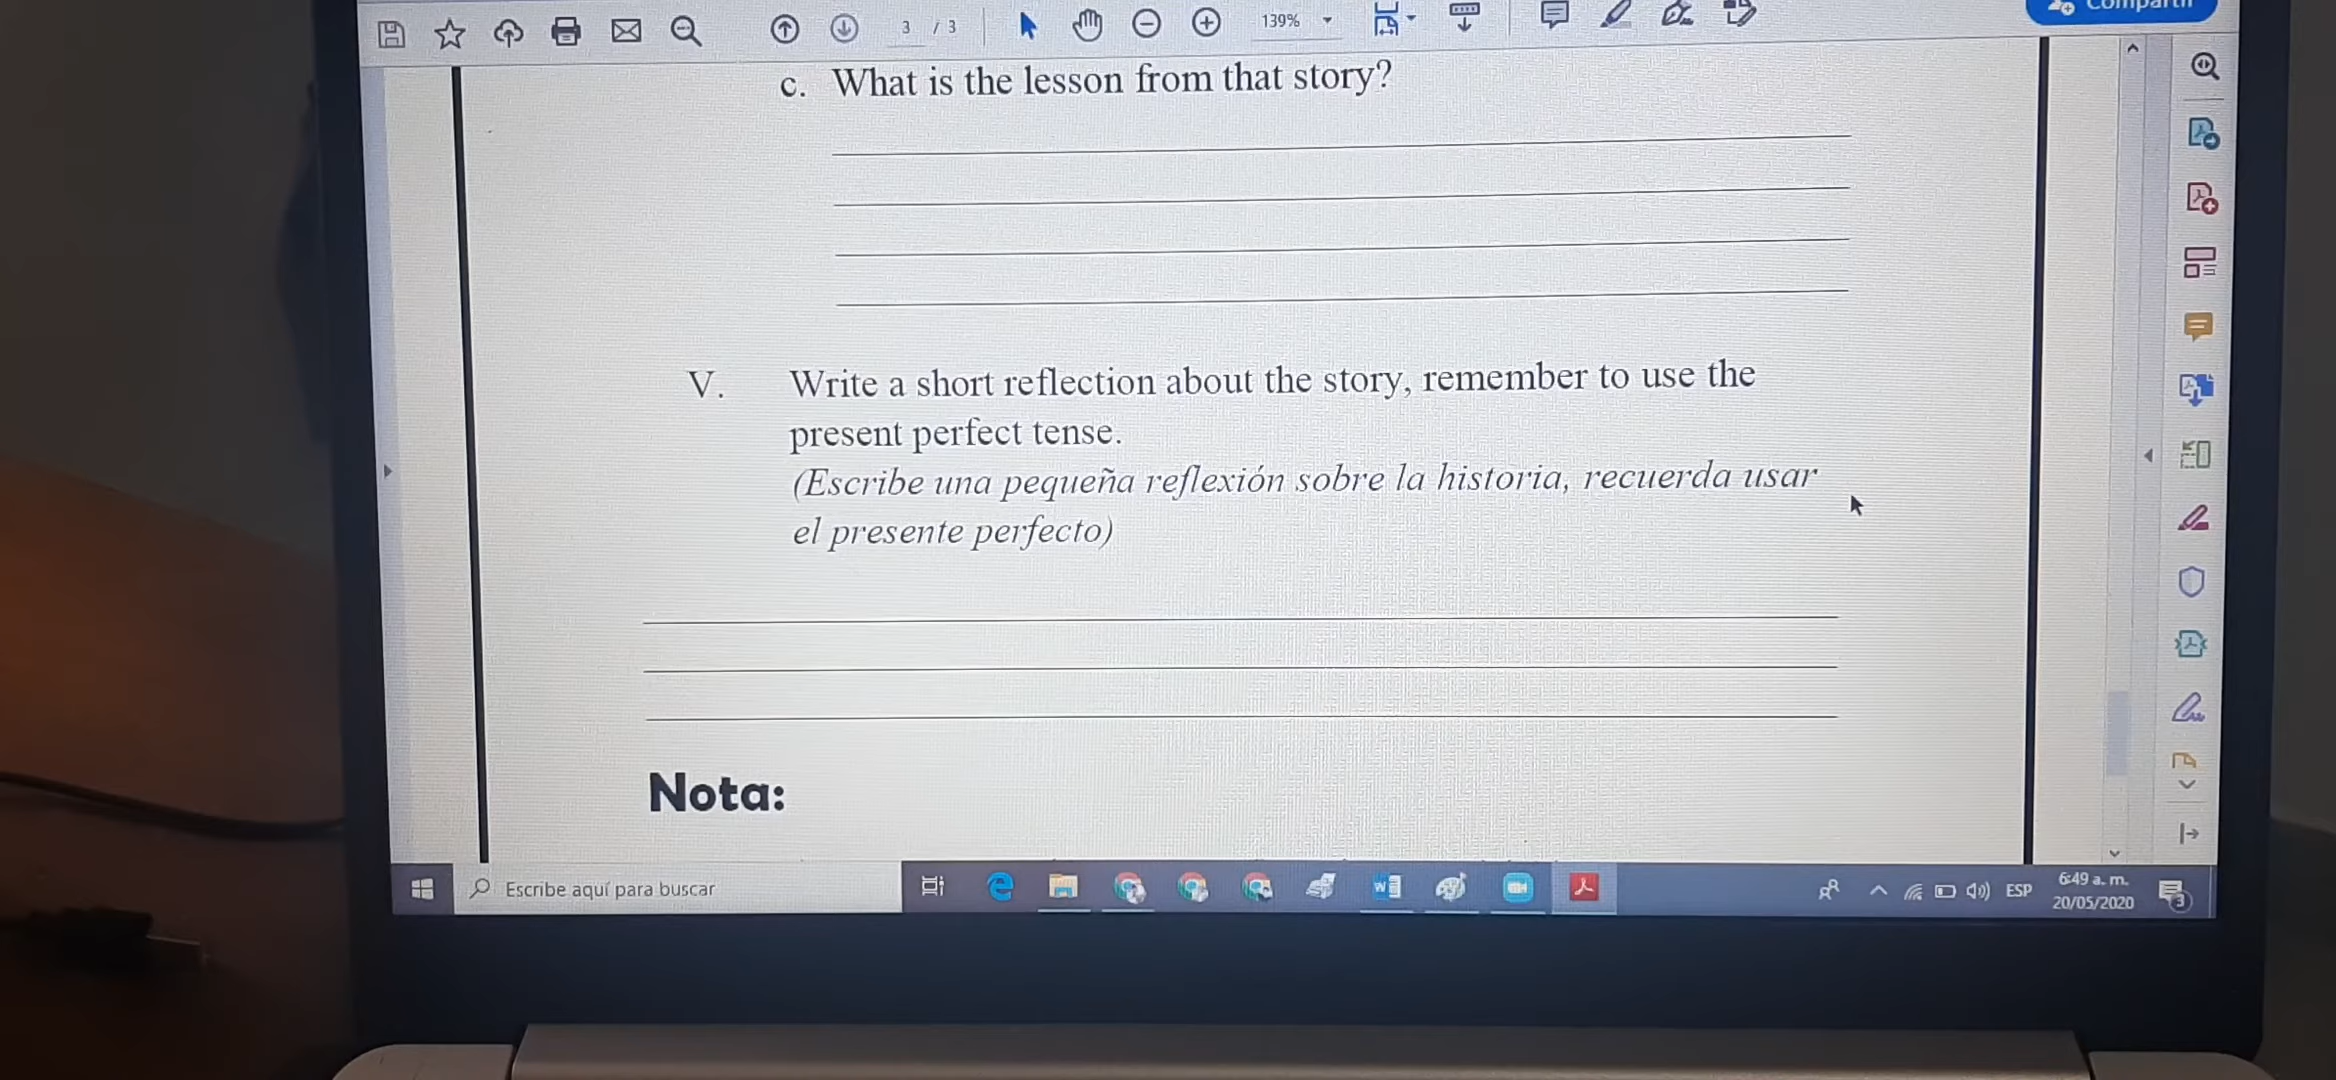 3 / 3
139%
c. What is the lesson from that story?
V. Write a short reflection about the story, remember to use the
present perfect tense.
(Escribe una pequeña reflexión sobre la historia, recuerda usar
el presente perfecto)
Nota:
Escribe aquí para buscar
ESP
6:49 a. m.
20/05/2020
3